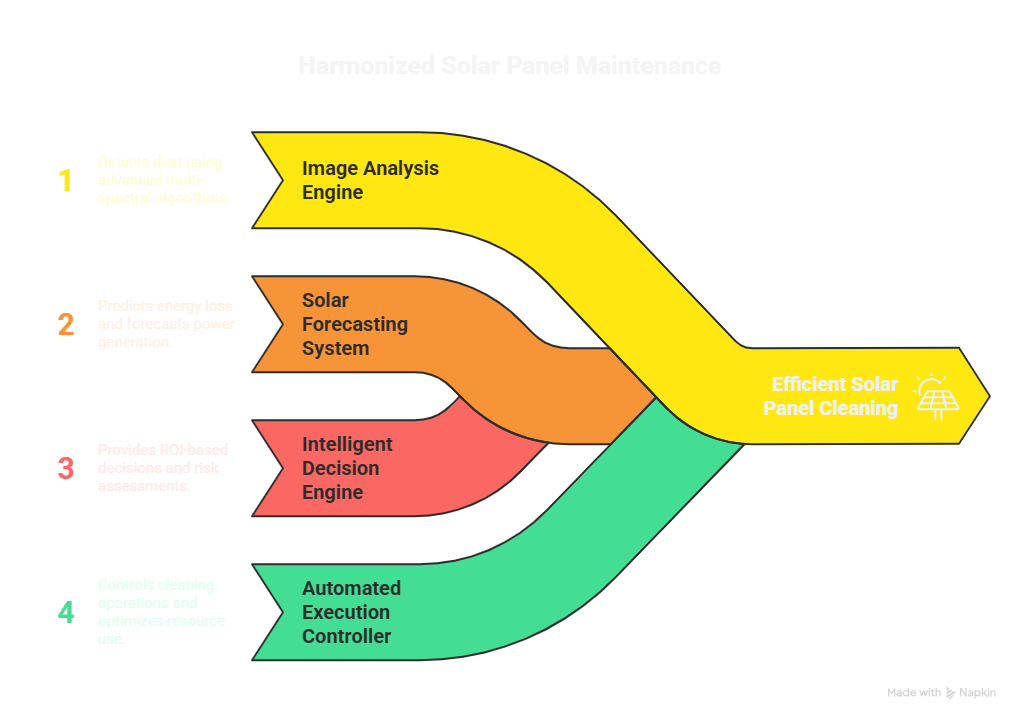 Harmonized Solar Panel Maintenance
1
Detects dust using
advanced multi-
spectral algorithms.
Image Analysis
Engine
2
Predicts energy loss
and forecasts power
generation.
Solar
Forecasting
System
3
Provides ROI-based
decisions and risk
assessments.
Intelligent
Decision
Engine
4
Controls cleaning
operations and
optimizes resource
use.
Automated
Execution
Controller
Efficient Solar
Panel Cleaning
Made with Napkin